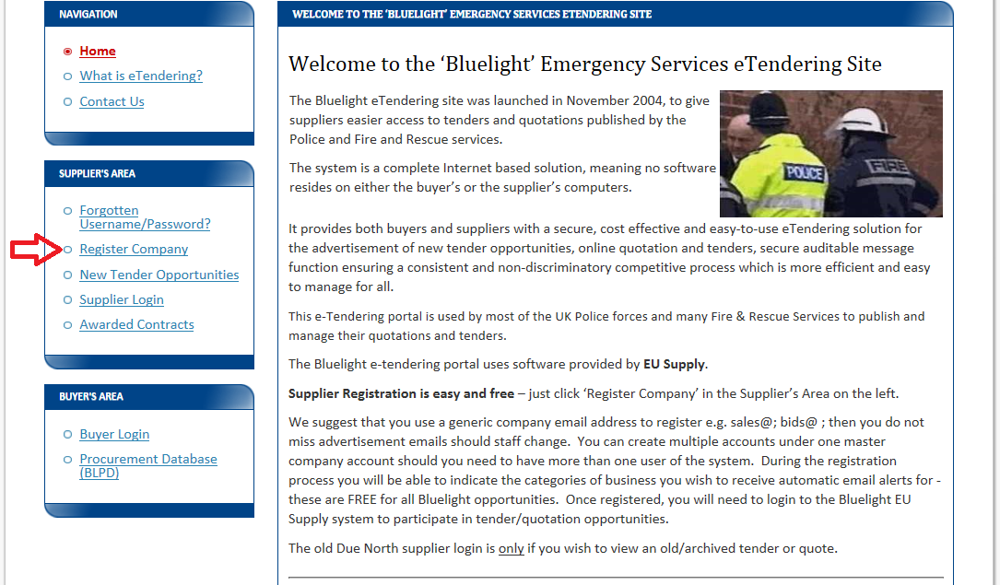 NAVIGATION
Home
What is eTendering?
Contact Us
SUPPLIER'S AREA
Forgotten
Username/Password?
Register Company
New Tender Opportunities
Supplier Login
Awarded Contracts
BUYER'S AREA
Buyer Login
Procurement Database
(BLPD)
WELCOME TO THE 'BLUELIGHT' EMERGENCY SERVICES ETENDERING SITE
Welcome to the ‘Bluelight’ Emergency Services eTendering Site
The Bluelight eTendering site was launched in November 2004, to give
suppliers easier access to tenders and quotations published by the
Police and Fire and Rescue services.
POLICE
FIRE
The system is a complete Internet based solution, meaning no software
resides on either the buyer’s or the supplier’s computers.
It provides both buyers and suppliers with a secure, cost effective and easy-to-use eTendering solution for
the advertisement of new tender opportunities, online quotation and tenders, secure auditable message
function ensuring a consistent and non-discriminatory competitive process which is more efficient and easy
to manage for all.
This e-Tendering portal is used by most of the UK Police forces and many Fire & Rescue Services to publish and
manage their quotations and tenders.
The Bluelight e-tendering portal uses software provided by EU Supply.
Supplier Registration is easy and free – just click ‘Register Company’ in the Supplier’s Area on the left.
We suggest that you use a generic company email address to register e.g. sales@; bids@ ; then you do not
miss advertisement emails should staff change.  You can create multiple accounts under one master
company account should you need to have more than one user of the system.  During the registration
process you will be able to indicate the categories of business you wish to receive automatic email alerts for -
these are FREE for all Bluelight opportunities.  Once registered, you will need to login to the Bluelight EU
Supply system to participate in tender/quotation opportunities.
The old Due North supplier login is only if you wish to view an old/archived tender or quote.